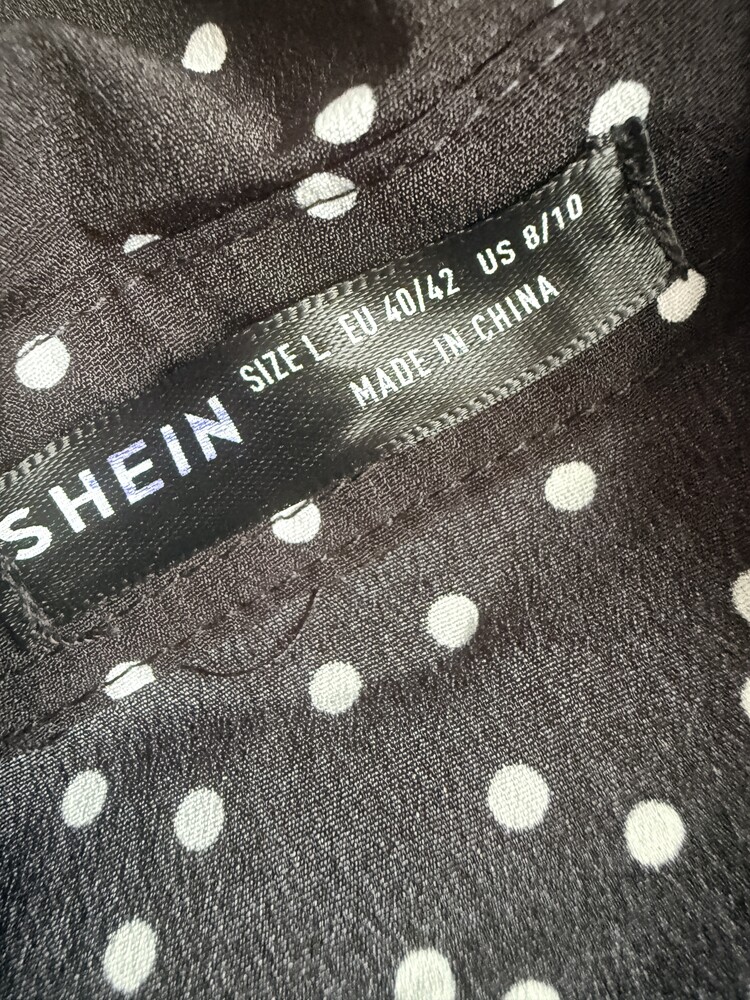 SHEIN
SIZE L EU 40/42 US 8/10
MADE IN CHINA